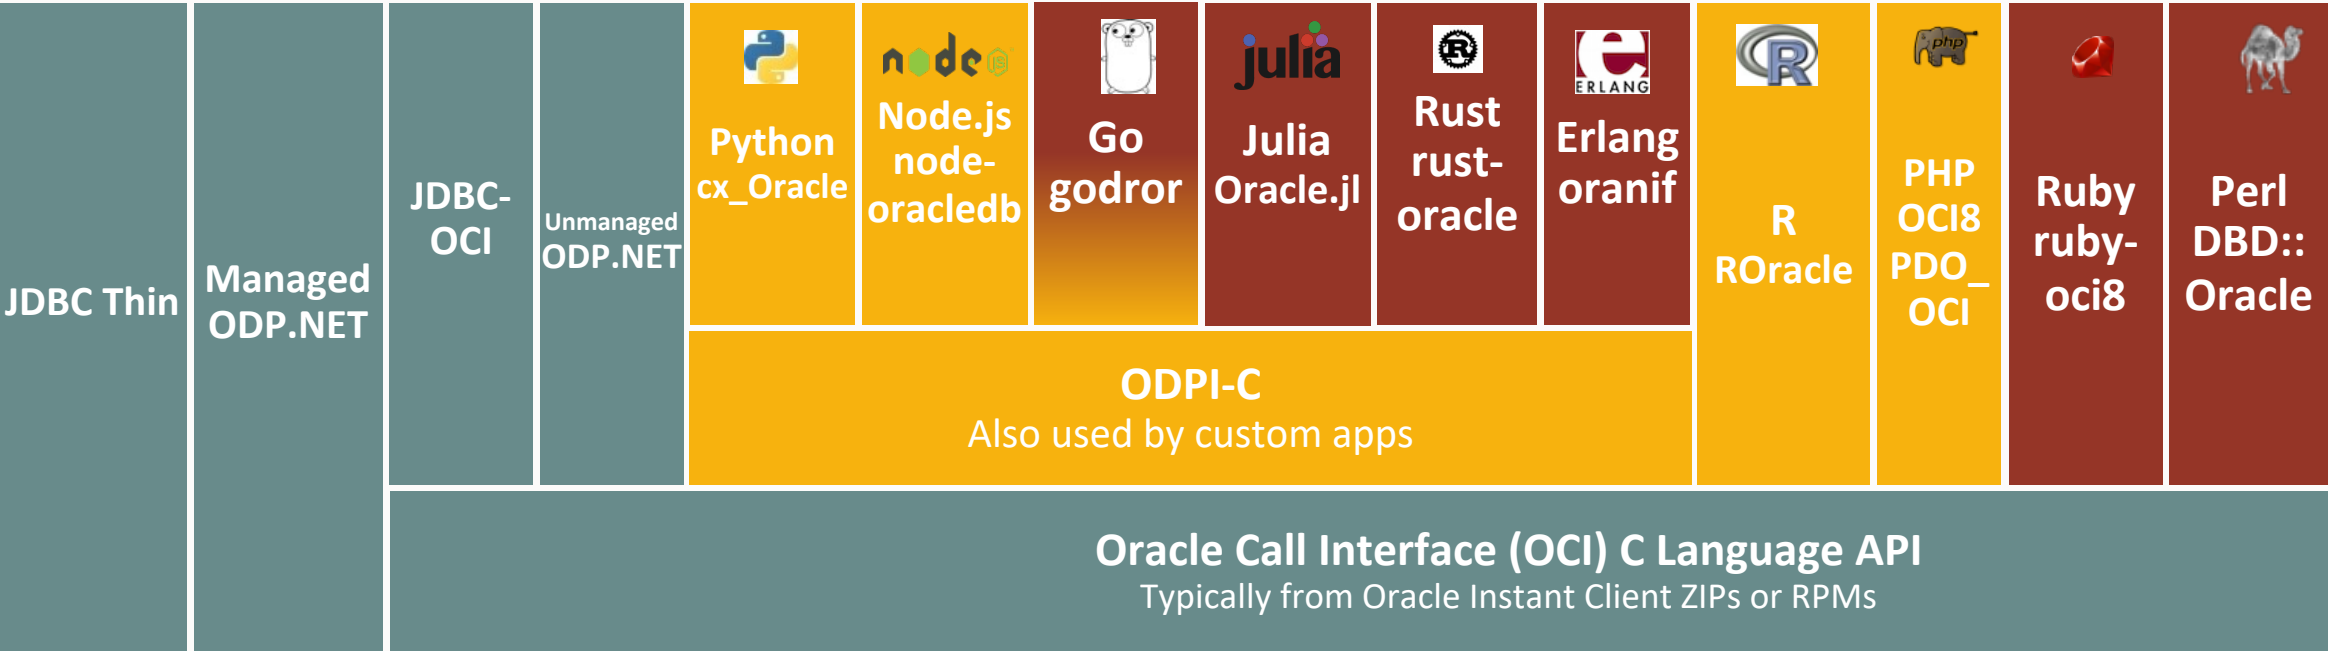 JDBC Thin
Managed
ODP.NET
JDBC-
OCI
Unmanaged
ODP.NET
Python
cx_Oracle
node
JS
Node.js
node-
oracledb
Go
godror
julia
Julia
Oracle.jl
R
Rust
rust-
oracle
e
ERLANG
Erlang
oranif
R
R
ROracle
php
PHP
OCI8
PDO_
OCI
Ruby
ruby-
oci8
Perl
DBD::
Oracle
ODPI-C
Also used by custom apps
Oracle Call Interface (OCI) C Language API
Typically from Oracle Instant Client ZIPs or RPMs